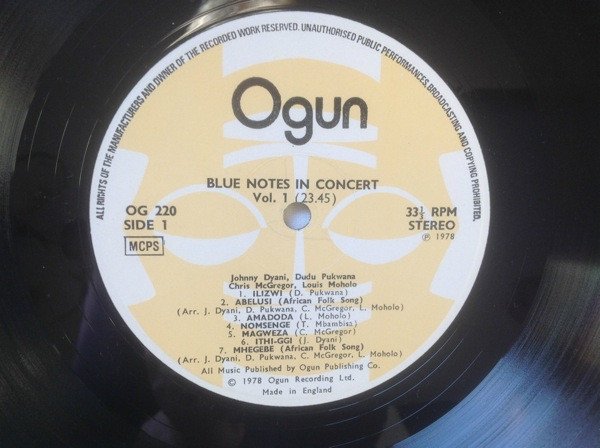 ALL RIGHTS OF THE MANUFACTURERS AND OWNER OF THE RECORDED WORK RESERVED. UNAUTHORISED PUBLIC PERFORMANCES, BROADCASTING AND COPYING PROHIBITED.
Ogun
BLUE NOTES IN CONCERT
Vol. 1 (23.45)
OG 220
SIDE 1
MCPS
33⅓ RPM
STEREO
℗ 1978
Johnny Dyani, Dudu Pukwana
Chris McGregor, Louis Moholo
1. ILIZWI (D. Pukwana)
2. ABELUSI (African Folk Song)
(Arr. J. Dyani, D. Pukwana, C. McGregor, L. Moholo)
3. AMADODA (L. Moholo)
4. NOMSENGE (T. Mbambisa)
5. MAGWEZA (C. McGregor)
6. ITHI-GGI (J. Dyani)
7. MHEGEBE (African Folk Song)
(Arr. J. Dyani, D. Pukwana, C. McGregor, L. Moholo)
All Music Published by Ogun Publishing Co.
© 1978 Ogun Recording Ltd.
Made in England